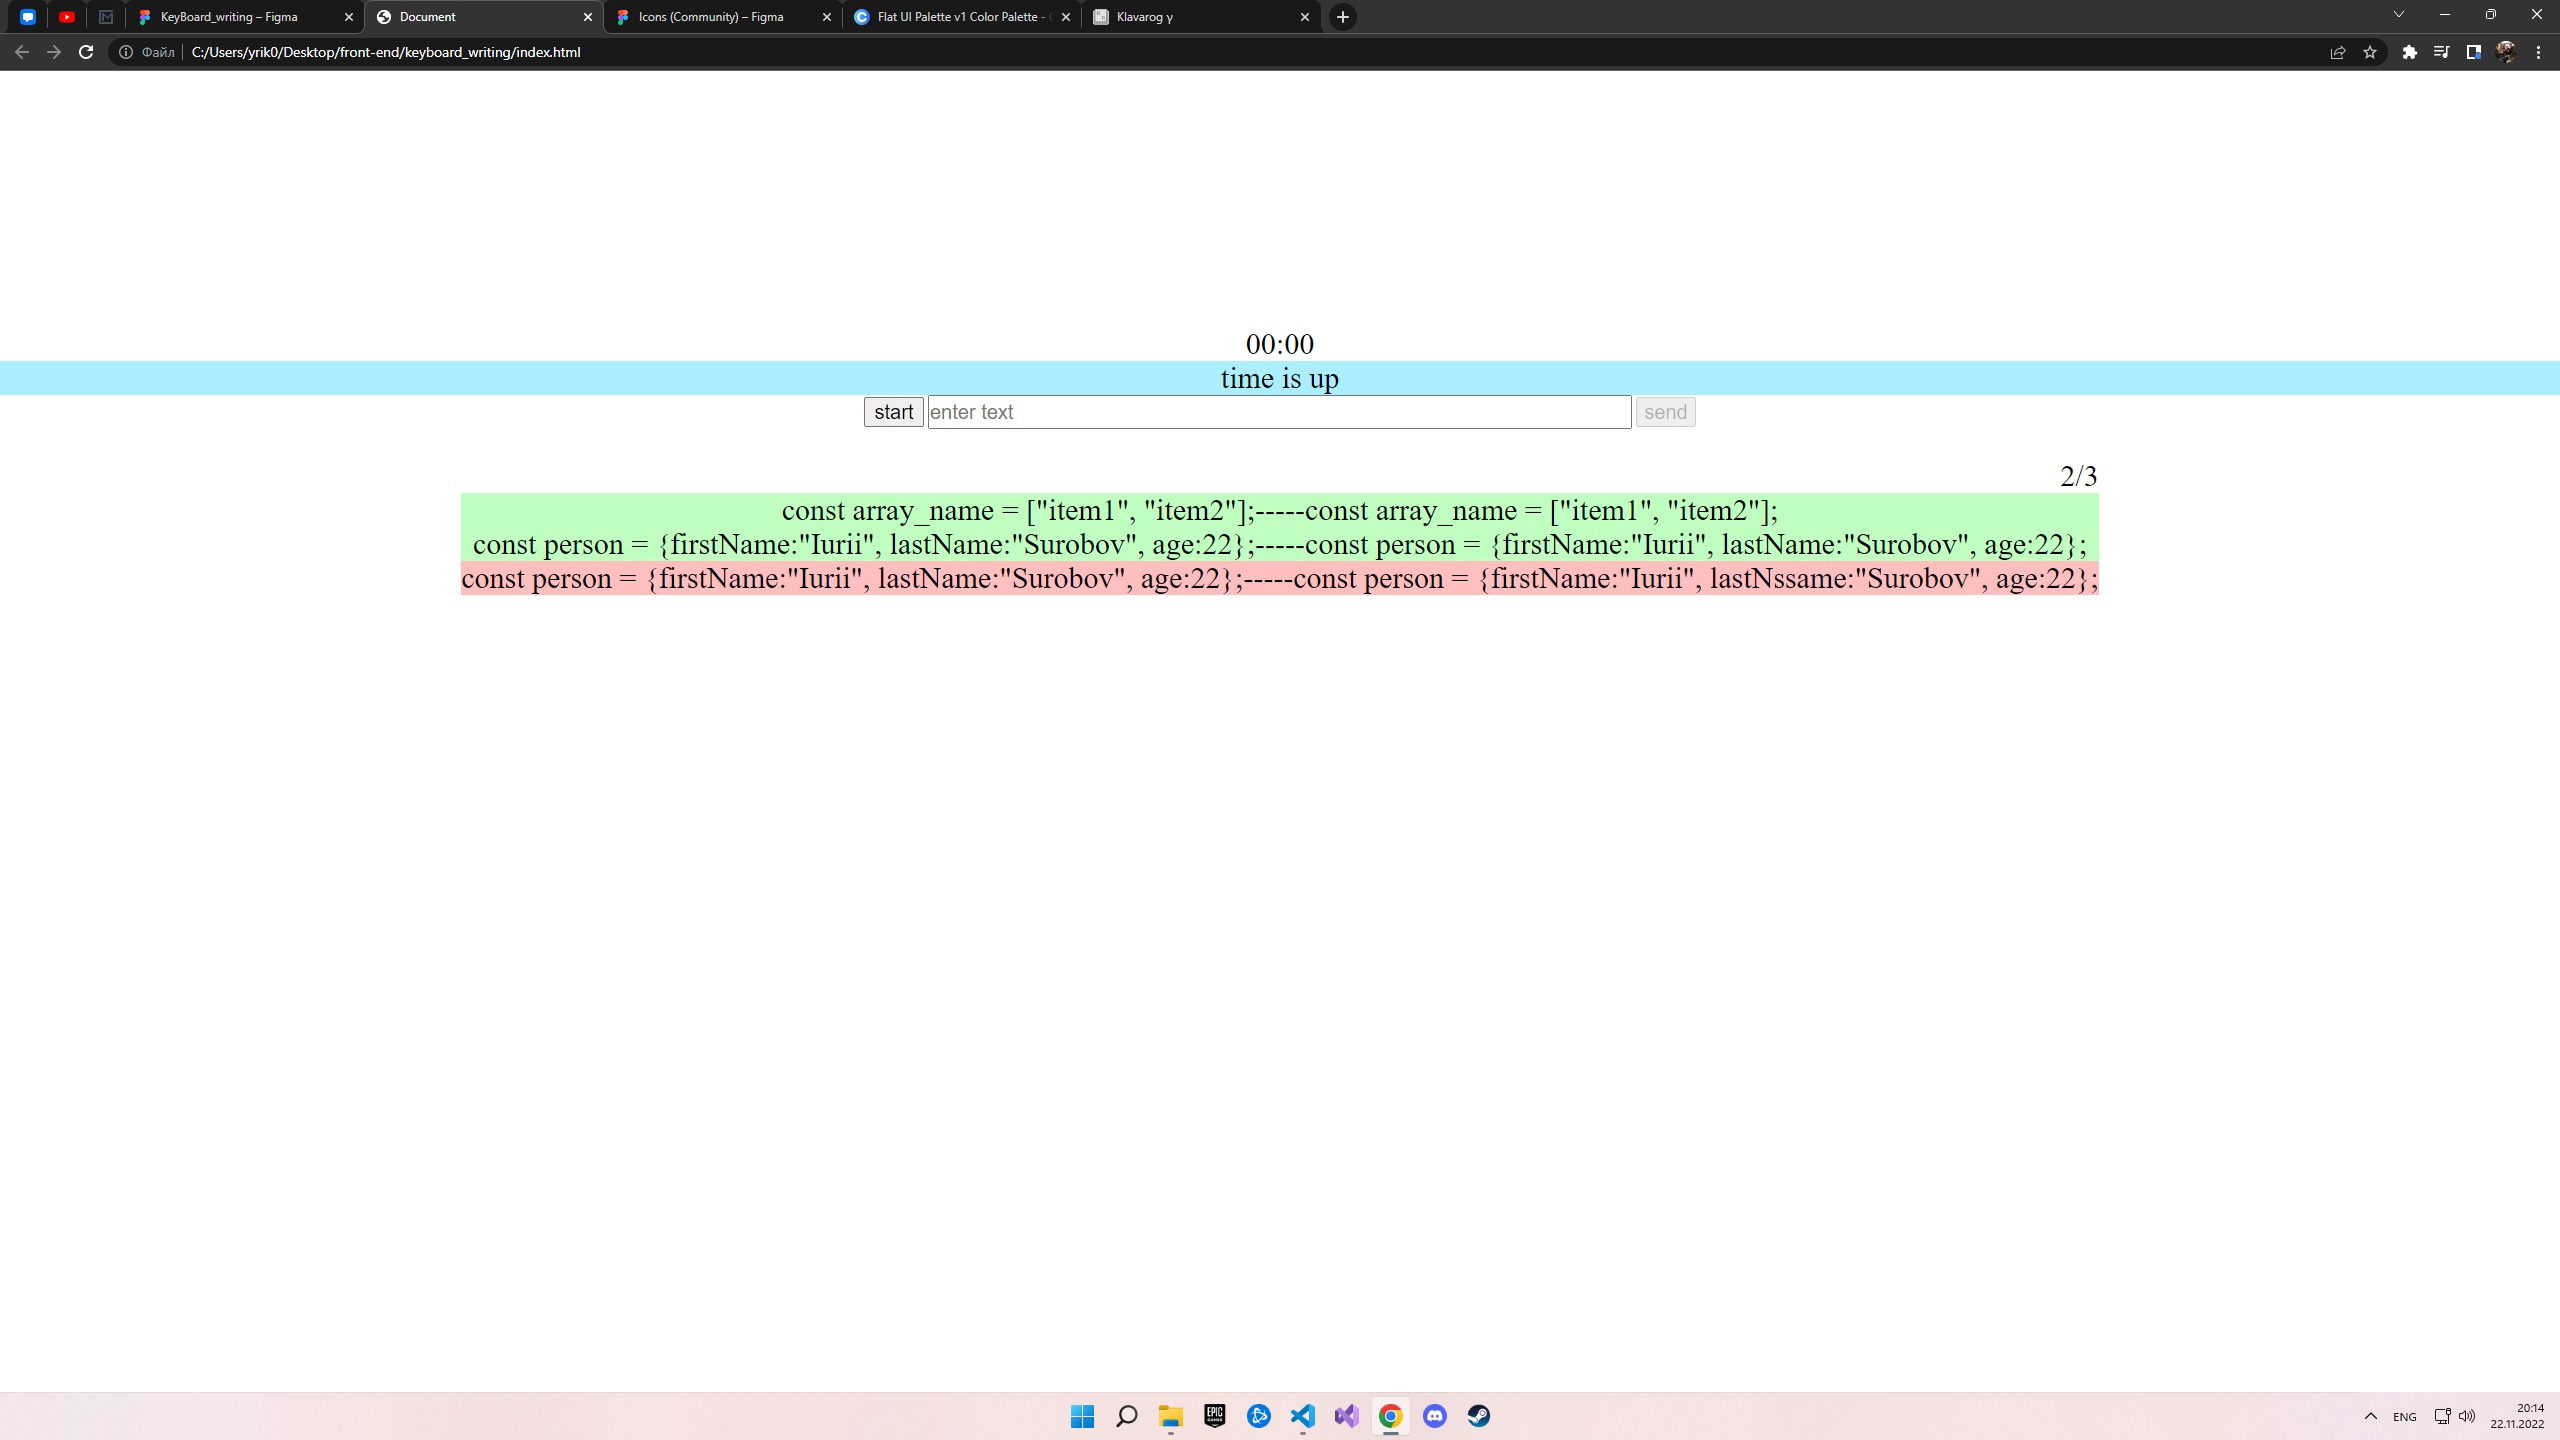 KeyBoard_writing – Figma
Document
Icons (Community) – Figma
Flat UI Palette v1 Color Palette -
Klavarog γ
Файл
C:/Users/yrik0/Desktop/front-end/keyboard_writing/index.html
00:00
time is up
start
enter text
send
2/3
const array_name = ["item1", "item2"];-----const array_name = ["item1", "item2"];
const person = {firstName:"Iurii", lastName:"Surobov", age:22};-----const person = {firstName:"Iurii", lastName:"Surobov", age:22};
const person = {firstName:"Iurii", lastName:"Surobov", age:22};-----const person = {firstName:"Iurii", lastNssame:"Surobov", age:22};
EPIC
GAMES
ENG
20:14
22.11.2022